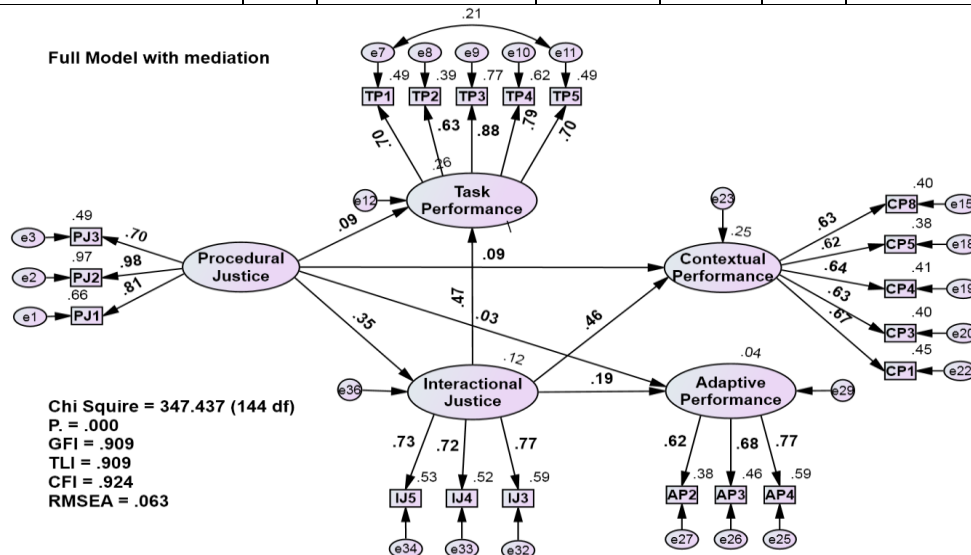 .21
Full Model with mediation
e7 e8 e9 e10 e11
.49 .39 .77 .62 .49
TP1 TP2 TP3 TP4 TP5
.70 .63 .88 .79 .70
.26
e12
Task
Performance
e23
.25
.09
.49
e3 PJ3 .70
.97
e2 PJ2 .98
.66
e1 PJ1 .81
Procedural
Justice
.09
Contextual
Performance
.40
.63 CP8 e15
.38
.62 CP5 e18
.41
.64 CP4 e19
.40
.63 CP3 e20
.45
.67 CP1 e22
.47
.03
.35
.46
.12
.04
e36
Interactional
Justice
.19
Adaptive
Performance
e29
Chi Squire = 347.437 (144 df)
P. = .000
GFI = .909
TLI = .909
CFI = .924
RMSEA = .063
.73 .72 .77
.53 .52 .59
IJ5 IJ4 IJ3
e34 e33 e32
.62 .68 .77
.38 .46 .59
AP2 AP3 AP4
e27 e26 e25